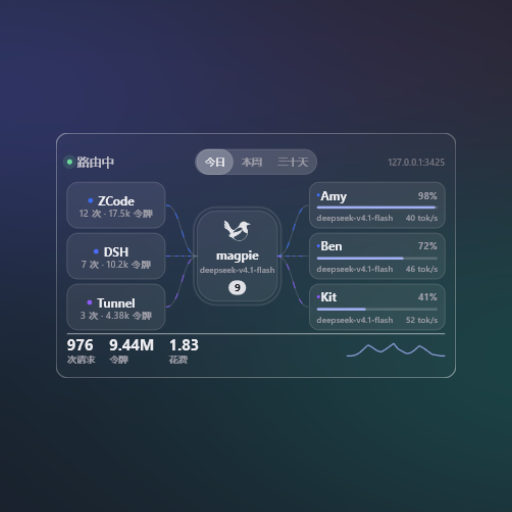 路由中
今日 本周 三十天
127.0.0.1:3425
ZCode
12 次 · 17.5k 令牌
DSH
7 次 · 10.2k 令牌
Tunnel
3 次 · 4.38k 令牌
magpie
deepseek-v4.1-flash
9
Amy 98%
deepseek-v4.1-flash 40 tok/s
Ben 72%
deepseek-v4.1-flash 46 tok/s
Kit 41%
deepseek-v4.1-flash 52 tok/s
976 9.44M 1.83
次请求 令牌 花费